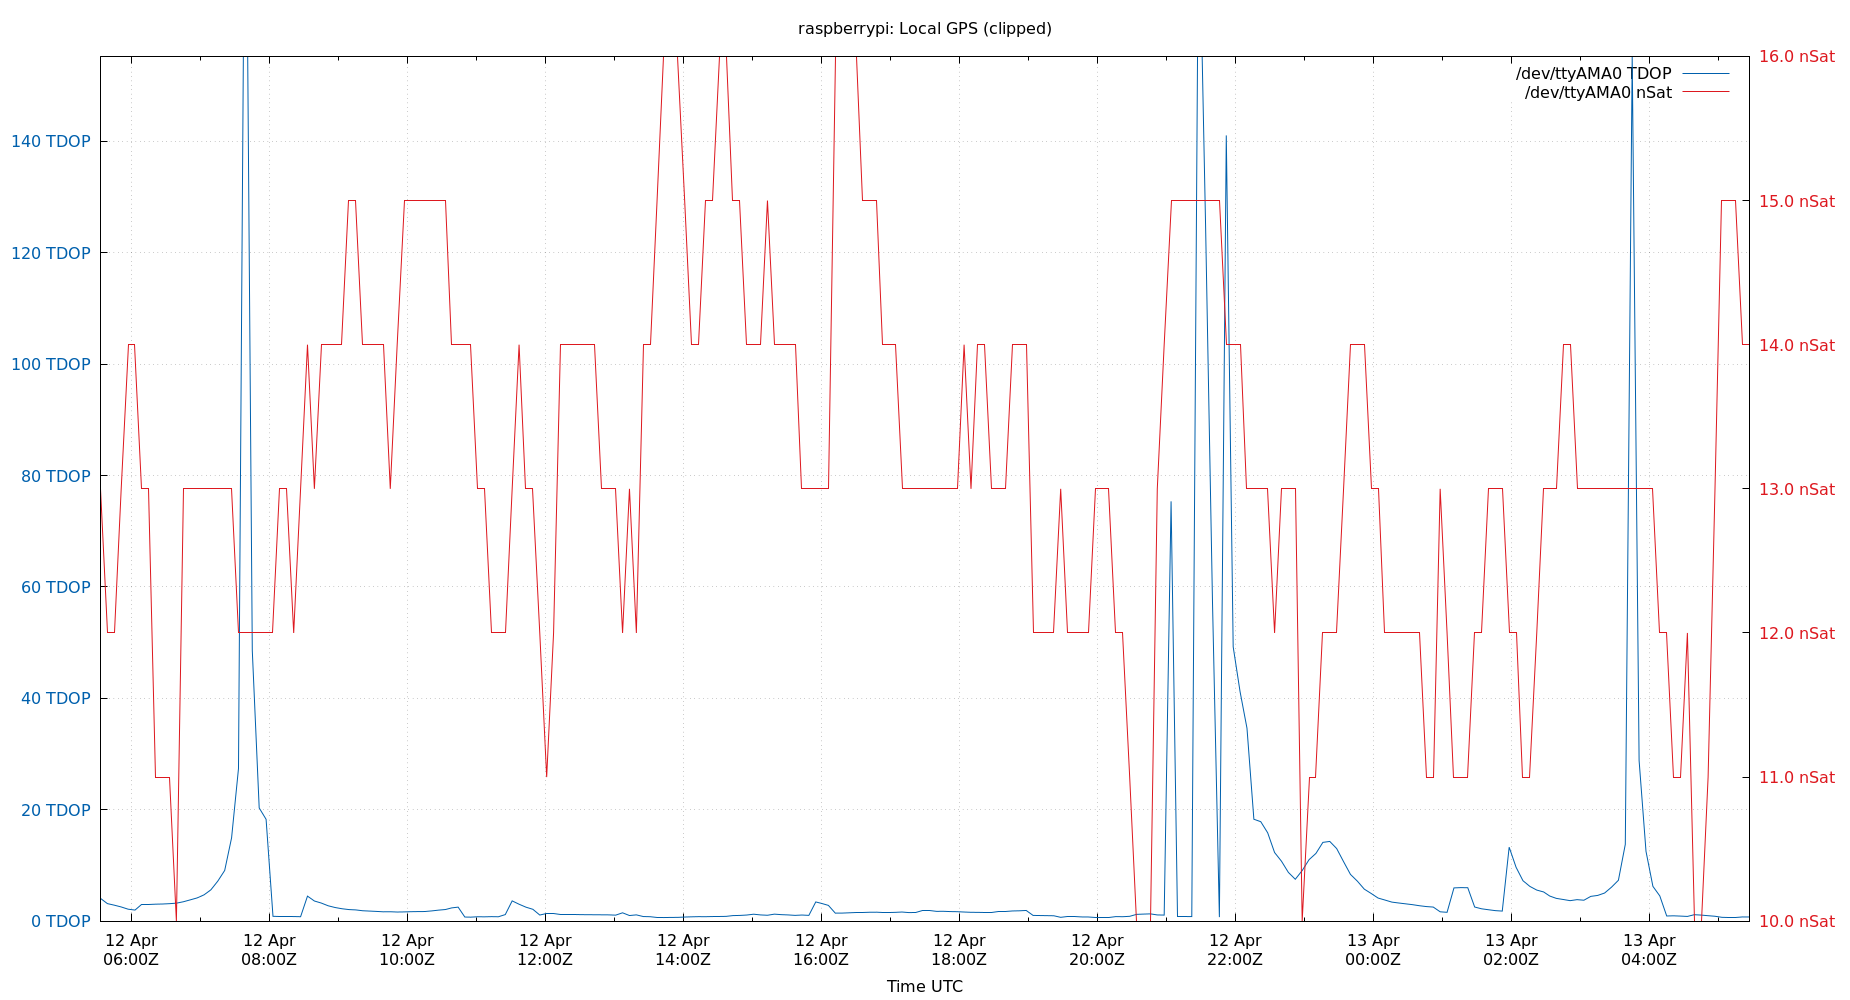 raspberrypi: Local GPS (clipped)
/dev/ttyAMA0 TDOP
/dev/ttyAMA0 nSat
140 TDOP
120 TDOP
100 TDOP
80 TDOP
60 TDOP
40 TDOP
20 TDOP
0 TDOP
16.0 nSat
15.0 nSat
14.0 nSat
13.0 nSat
12.0 nSat
11.0 nSat
10.0 nSat
12 Apr
06:00Z
12 Apr
08:00Z
12 Apr
10:00Z
12 Apr
12:00Z
12 Apr
14:00Z
12 Apr
16:00Z
12 Apr
18:00Z
12 Apr
20:00Z
12 Apr
22:00Z
13 Apr
00:00Z
13 Apr
02:00Z
13 Apr
04:00Z
Time UTC